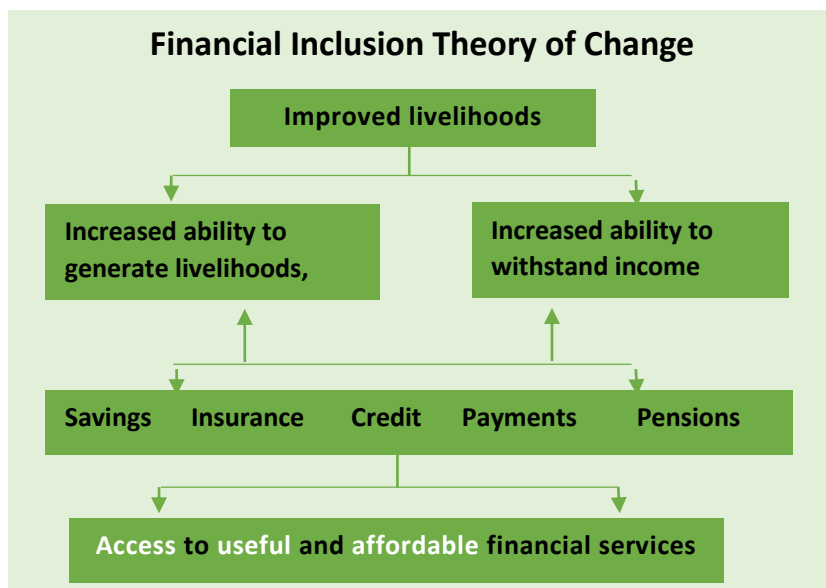 Financial Inclusion Theory of Change
Improved livelihoods
Increased ability to
generate livelihoods,
Increased ability to
withstand income
Savings Insurance Credit Payments Pensions
Access to useful and affordable financial services